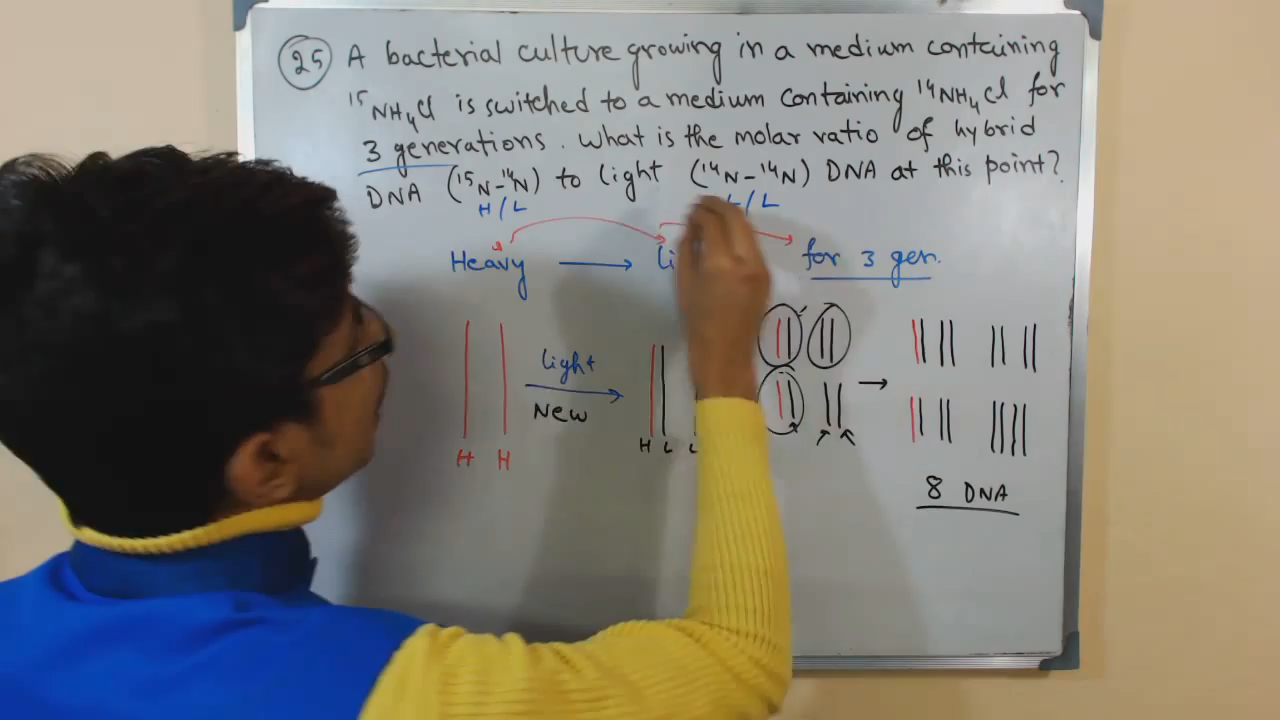 25 A bacterial culture growing in a medium containing
¹⁵NH₄Cl is switched to a medium containing ¹⁴NH₄Cl for
3 generations. What is the molar ratio of hybrid
DNA (¹⁵N-¹⁴N) to light (¹⁴N-¹⁴N) DNA at this point?
H/L L/L
Heavy → for 3 gen.
light
New
H H
H L L
→
8 DNA